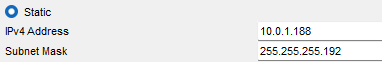 Static
IPv4 Address 10.0.1.188
Subnet Mask 255.255.255.192